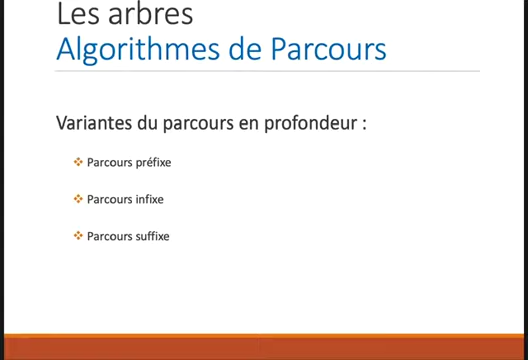 Les arbres
Algorithmes de Parcours
Variantes du parcours en profondeur :
Parcours préfixe
Parcours infixe
Parcours suffixe